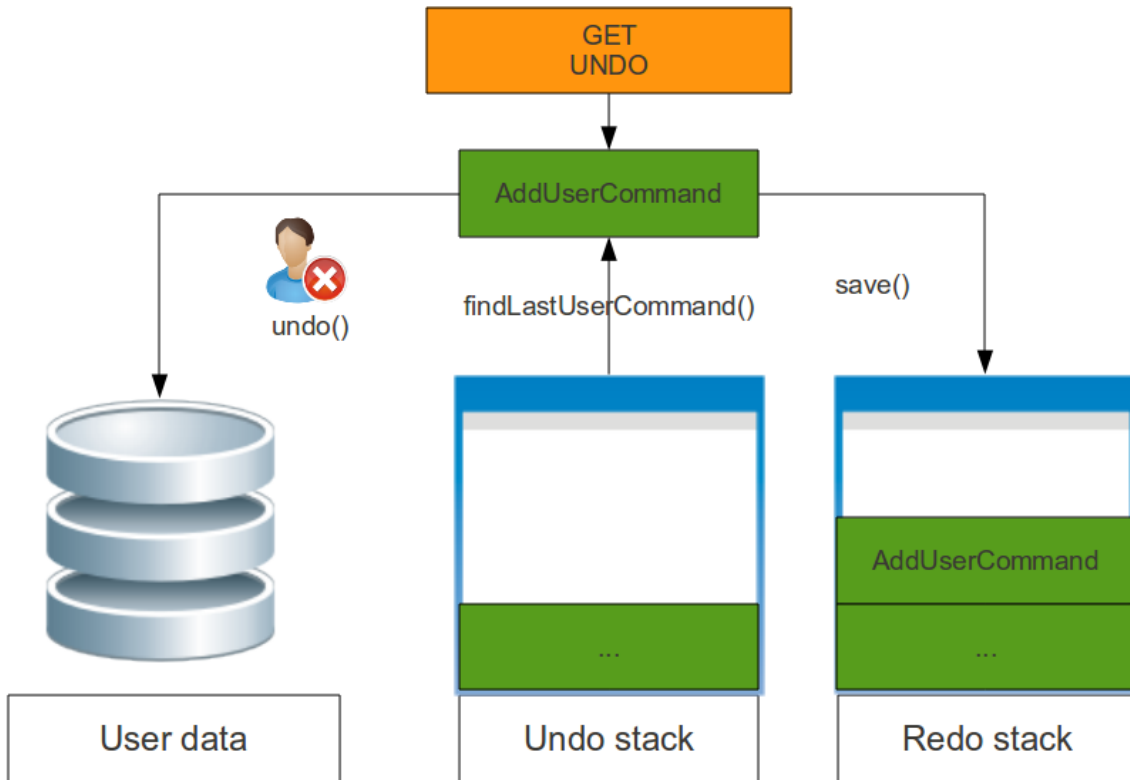 GET
UNDO
AddUserCommand
undo()
findLastUserCommand()
save()
AddUserCommand
...
...
User data
Undo stack
Redo stack